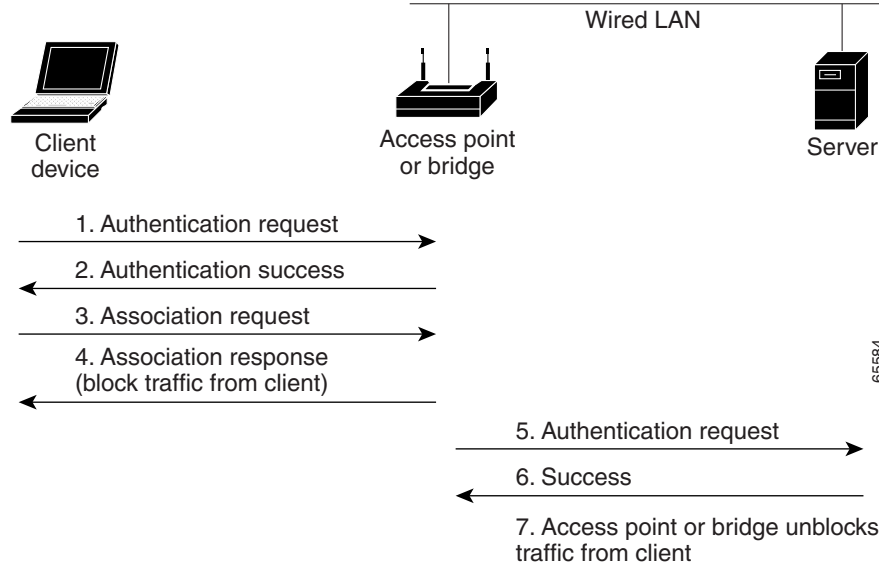 Wired LAN
Client
device
Access point
or bridge
Server
1. Authentication request
2. Authentication success
3. Association request
4. Association response
(block traffic from client)
65584
5. Authentication request
6. Success
7. Access point or bridge unblocks
traffic from client